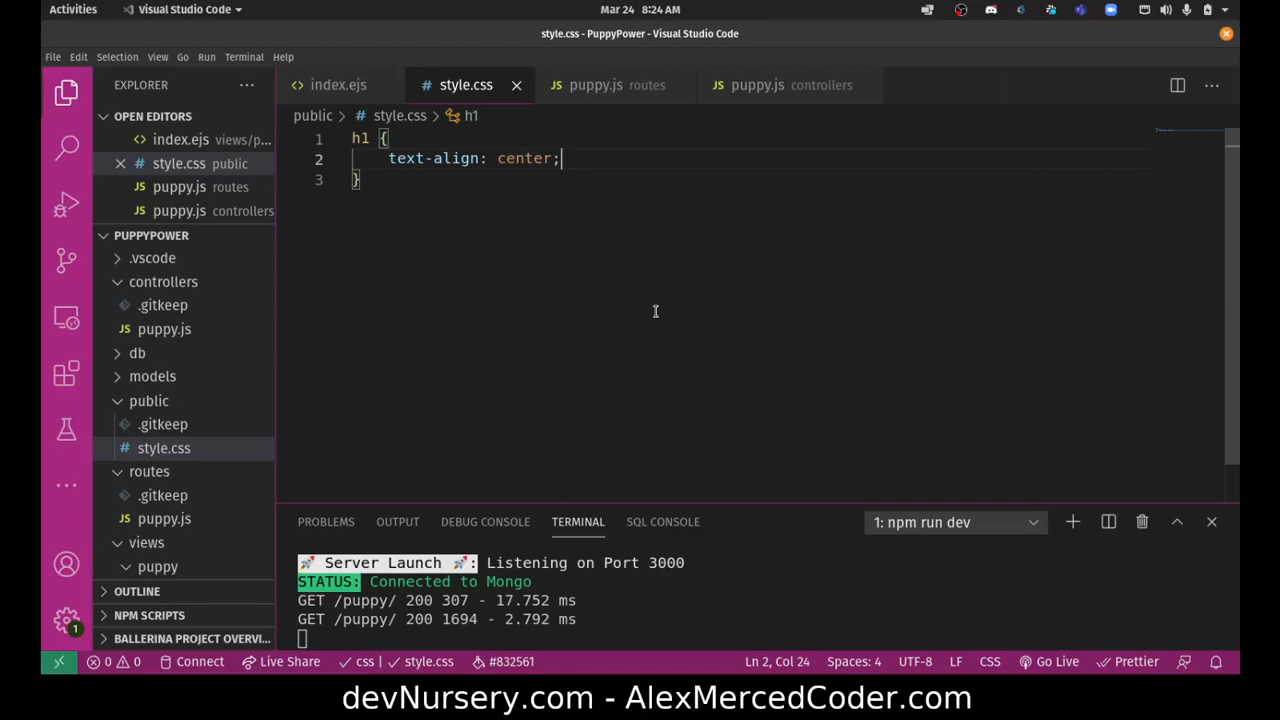 Activities
Visual Studio Code
Mar 24 8:24 AM
style.css - PuppyPower - Visual Studio Code
File Edit Selection View Go Run Terminal Help
EXPLORER
index.ejs
# style.css
JS puppy.js routes
JS puppy.js controllers
OPEN EDITORS
index.ejs views/p...
# style.css public
JS puppy.js routes
JS puppy.js controllers
PUPPYPOWER
.vscode
controllers
.gitkeep
JS puppy.js
db
models
public
.gitkeep
# style.css
routes
.gitkeep
JS puppy.js
views
puppy
OUTLINE
NPM SCRIPTS
BALLERINA PROJECT OVERVI...
public > # style.css > h1
1 h1 {
2 text-align: center;
3 }
PROBLEMS OUTPUT DEBUG CONSOLE TERMINAL SQL CONSOLE
1: npm run dev
🚀 Server Launch 🚀: Listening on Port 3000
STATUS: Connected to Mongo
GET /puppy/ 200 307 - 17.752 ms
GET /puppy/ 200 1694 - 2.792 ms
1
0 0 Connect Live Share css | style.css #832561 Ln 2, Col 24 Spaces: 4 UTF-8 LF CSS Go Live Prettier
devNursery.com - AlexMercedCoder.com